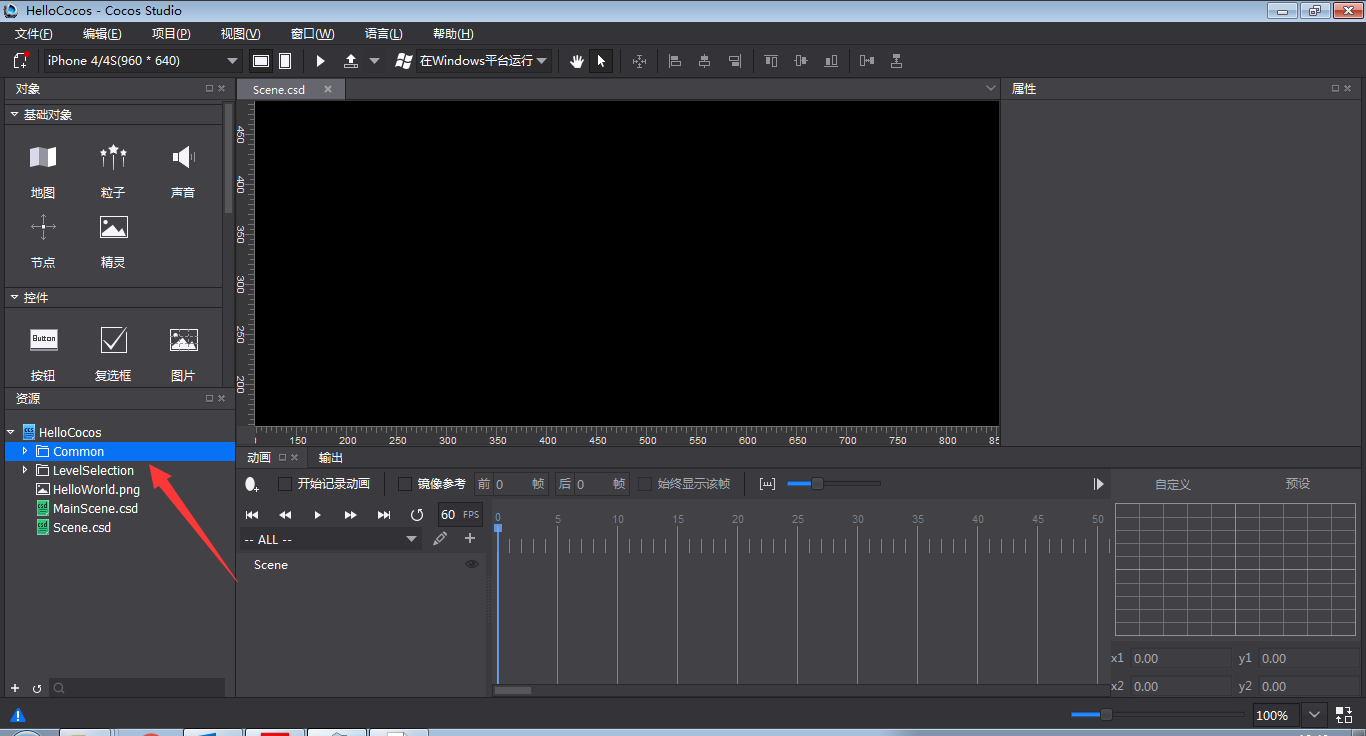 HelloCocos - Cocos Studio
文件(F) 编辑(E) 项目(P) 视图(V) 窗口(W) 语言(L) 帮助(H)
iPhone 4/4S(960 * 640) 在Windows平台运行
对象
Scene.csd
属性
基础对象
地图 粒子 声音
节点 精灵
控件
Button
按钮 复选框 图片
450
400
350
300
250
200
150 200 250 300 350 400 450 500 550 600 650 700 750 800 85
资源
HelloCocos
Common
LevelSelection
HelloWorld.png
MainScene.csd
Scene.csd
动画 输出
开始记录动画 镜像参考 前 0 帧 后 0 帧 始终显示该帧
自定义 预设
60 FPS
0 5 10 15 20 25 30 35 40 45 50
-- ALL --
Scene
x1 0.00 y1 0.00
x2 0.00 y2 0.00
100%